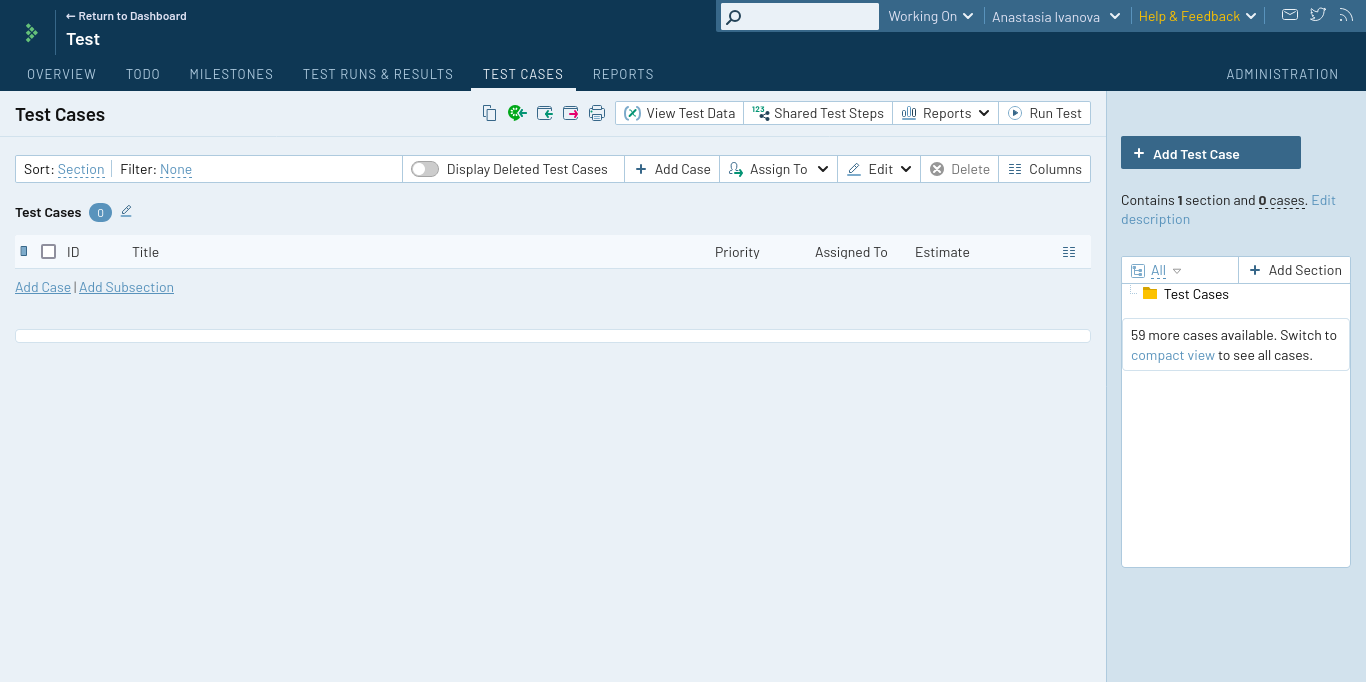 ← Return to Dashboard
Test
Working On
Anastasia Ivanova
Help & Feedback
OVERVIEW
TODO
MILESTONES
TEST RUNS & RESULTS
TEST CASES
REPORTS
ADMINISTRATION
Test Cases
View Test Data
123
Shared Test Steps
Reports
Run Test
Sort: Section
Filter: None
Display Deleted Test Cases
+ Add Case
Assign To
Edit
Delete
Columns
Test Cases 0
ID
Title
Priority
Assigned To
Estimate
Add Case | Add Subsection
+ Add Test Case
Contains 1 section and 0 cases. Edit
description
All
+ Add Section
Test Cases
59 more cases available. Switch to
compact view to see all cases.